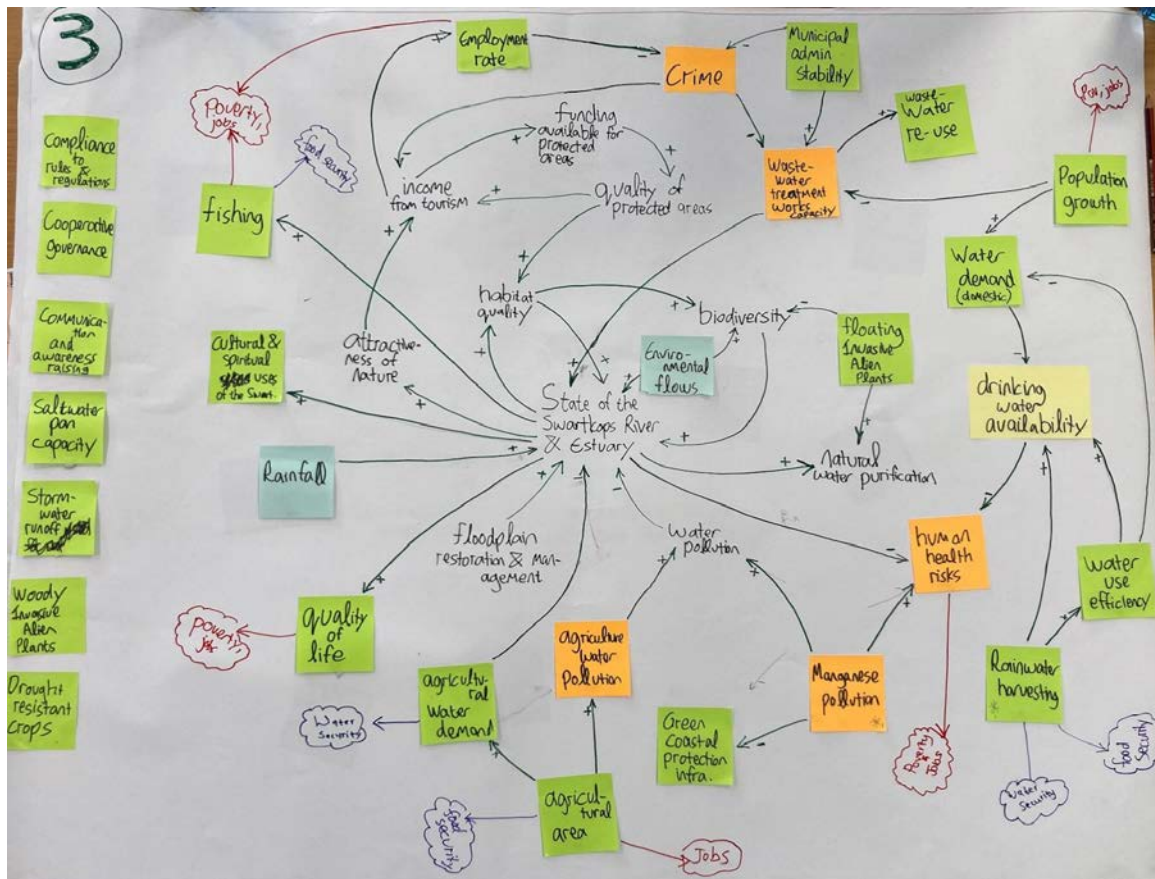 3
Compliance
to
rules &
regulations
Cooperative
governance
Communica-
tion
and
awareness
raising
Saltwater
pan
capacity
Storm-
water
runoff
Woody
Invasive
Alien
Plants
Drought
resistant
crops
Employment
rate
Crime
Municipal
admin
stability
Waste-
water
re-use
Poverty,
jobs
food security
Pov, jobs
funding
available for
protected
areas
Waste-
water
treatment
works
capacity
Population
growth
fishing
income
from tourism
quality of
protected areas
Water
demand
(domestic)
habitat
quality
biodiversity
floating
Invasive
Alien
Plants
Cultural &
spiritual
uses
of the Swart.
attractive-
ness of
nature
Enviro-
nmental
flows
drinking
water
availability
State of the
Swartkops River
& Estuary
Rainfall
natural
water purification
floodplain
restoration & man-
agement
water
pollution
human
health
risks
Water
use
efficiency
Poverty,
job
quality
of
life
agriculture
water
Pollution
agricultu-
ral
Water
demand
Manganese
pollution
*
Rainwater
harvesting
*
Water
Security
Green
Coastal
protection
infra.
Poverty
&
Jobs
food
Security
water
security
food
security
agricul-
tural
area
Jobs